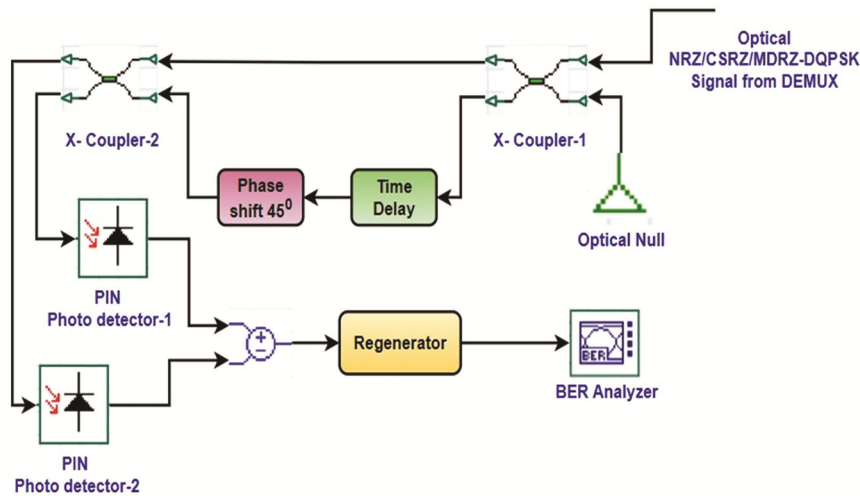 Optical
NRZ/CSRZ/MDRZ-DQPSK
Signal from DEMUX
X- Coupler-2
X- Coupler-1
Phase
shift 45⁰
Time
Delay
Optical Null
PIN
Photo detector-1
Regenerator
BER
BER Analyzer
PIN
Photo detector-2